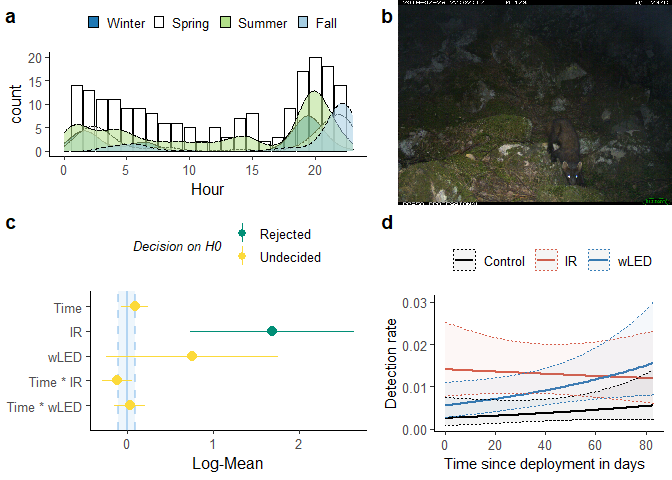 a
Winter Spring Summer Fall
20
15
10
5
0
count
0 5 10 15 20
Hour
b
c
Decision on H0
Rejected
Undecided
Time
IR
wLED
Time * IR
Time * wLED
0 1 2
Log-Mean
d
Control IR wLED
0.03
0.02
0.01
0.00
Detection rate
0 20 40 60 80
Time since deployment in days